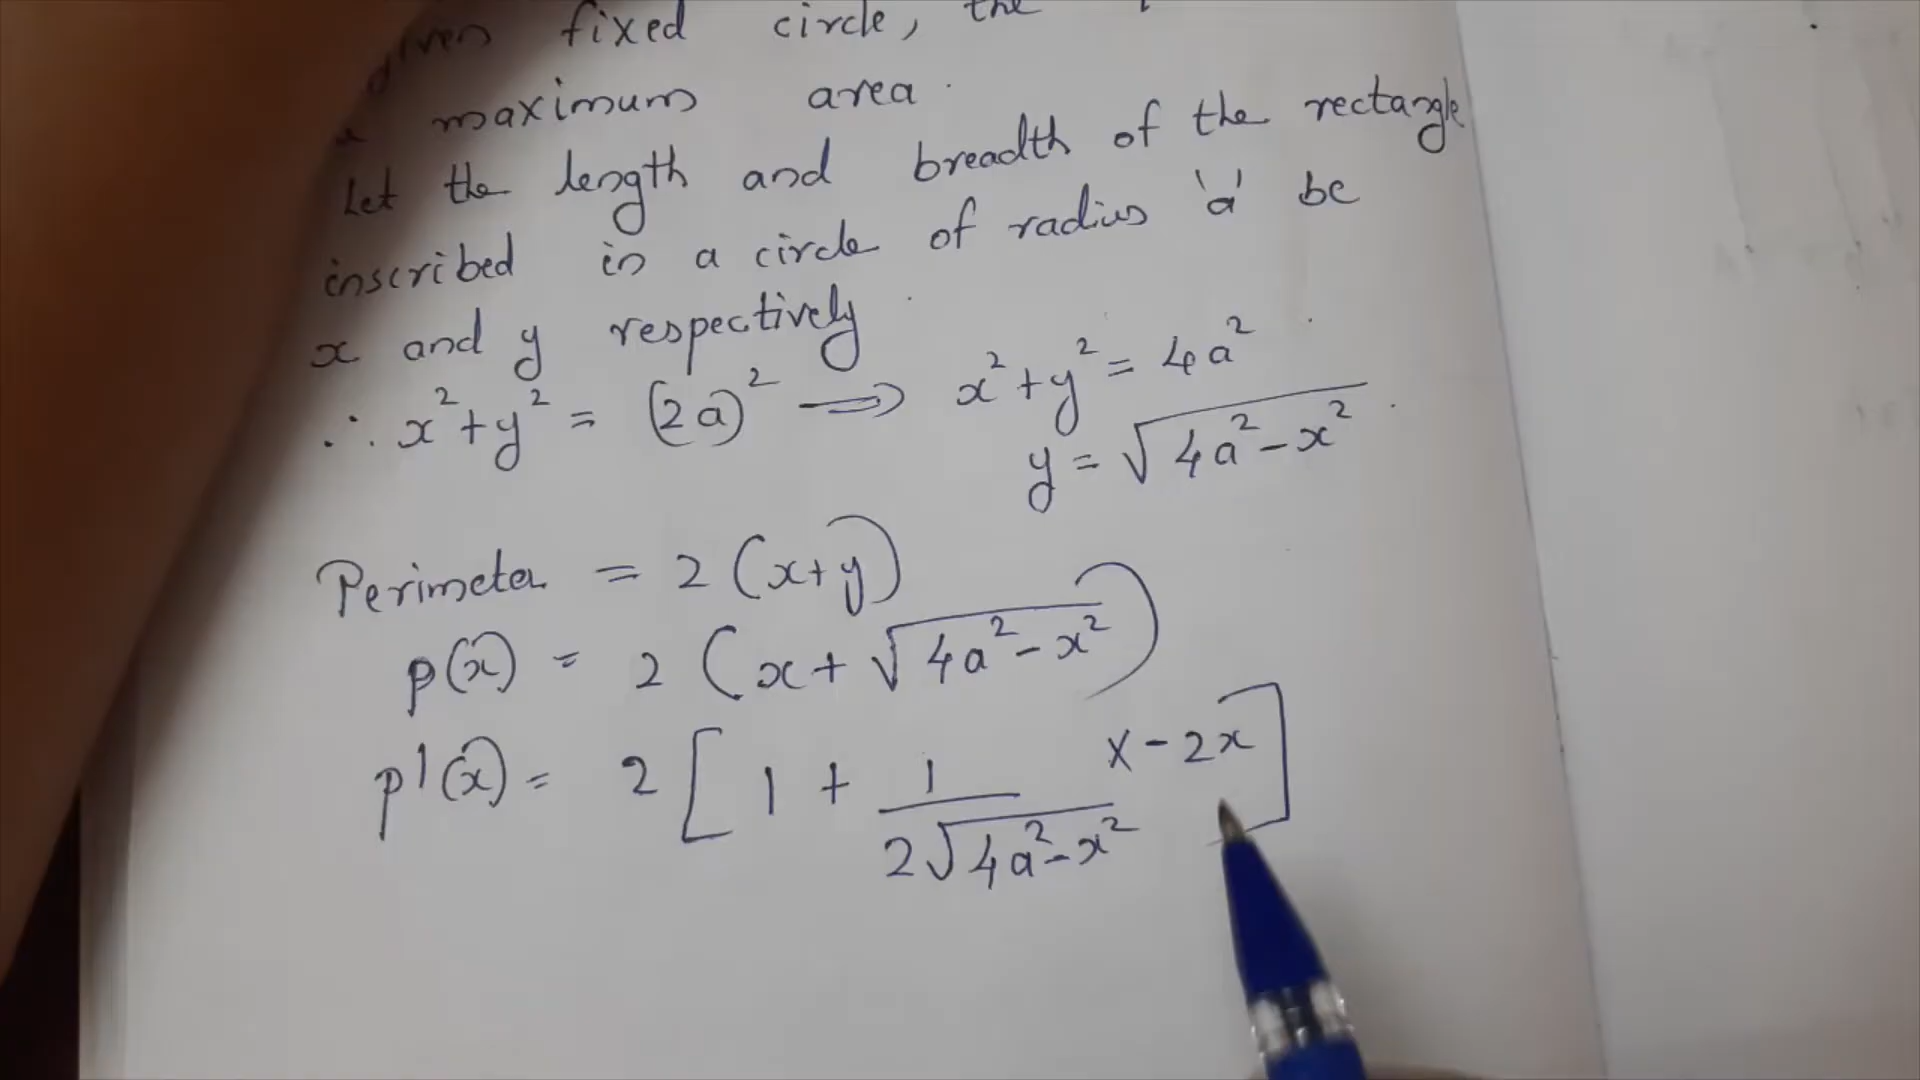 given fixed circle, the
maximum area.
Let the length and breadth of the rectangle
inscribed in a circle of radius 'a' be
x and y respectively.
∴ x²+y² = (2a)² ⟹ x²+y² = 4a².
y = √(4a²-x²).
Perimeter = 2(x+y)
p(x) = 2(x+√(4a²-x²))
p'(x) = 2[1 + 1/(2√(4a²-x²)) × -2x]